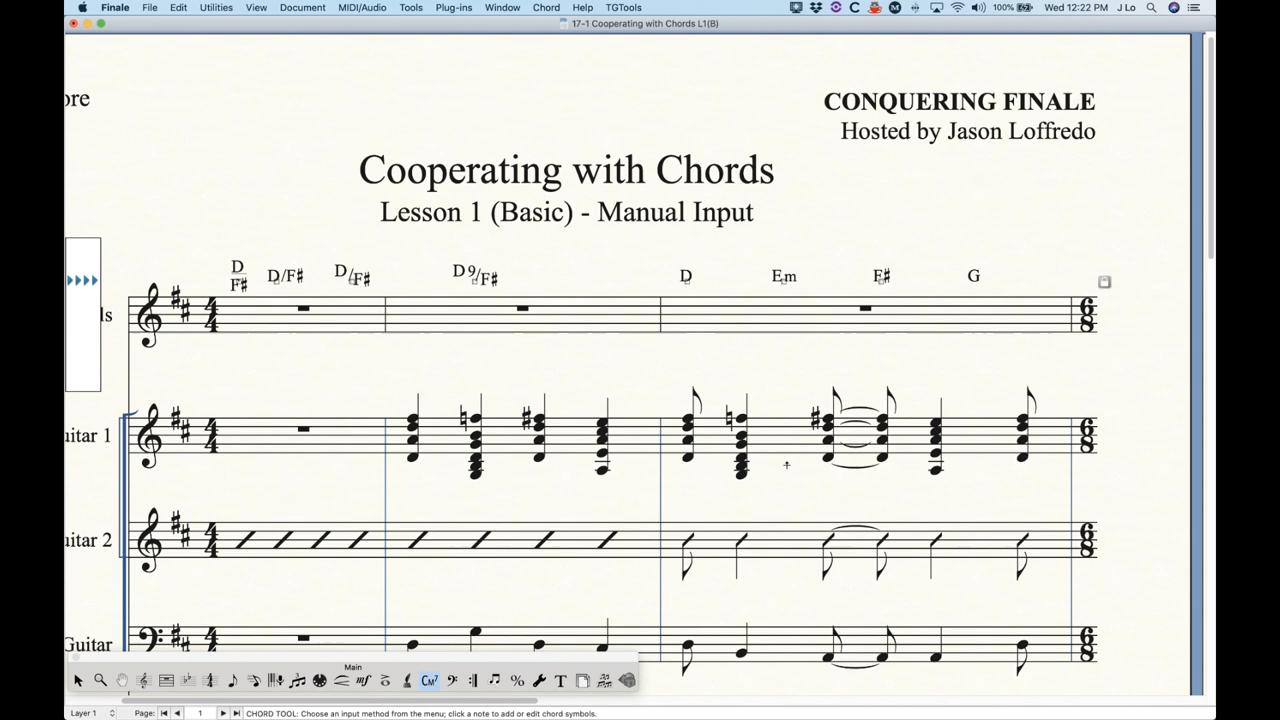 Finale File Edit Utilities View Document MIDI/Audio Tools Plug-ins Window Chord Help TGTools 100% Wed 12:22 PM J Lo
17-1 Cooperating with Chords L1(B)
ore
CONQUERING FINALE
Hosted by Jason Loffredo
Cooperating with Chords
Lesson 1 (Basic) - Manual Input
D/F♯ D/F♯ D/F♯ D9/F♯ D Em E♯ G
ls
uitar 1
uitar 2
Guitar
Main
Layer 1 Page: 1 CHORD TOOL: Choose an input method from the menu; click a note to add or edit chord symbols.